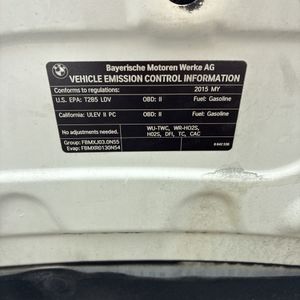 BMW
Bayerische Motoren Werke AG
VEHICLE EMISSION CONTROL INFORMATION
Conforms to regulations: 2015 MY
U.S. EPA: T2B5 LDV OBD: II Fuel: Gasoline
California: ULEV II PC OBD: II Fuel: Gasoline
No adjustments needed. WU-TWC, WR-HO2S,
HO2S, DFI, TC, CAC
Group: FBMXJ03.0N55
Evap: FBMXR0130N54